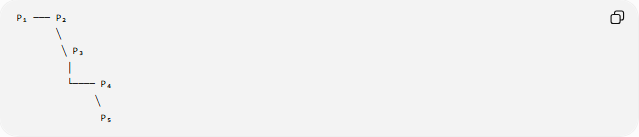 P₁ ─── P₂
\
\ P₃
│
└──── P₄
\
P₅